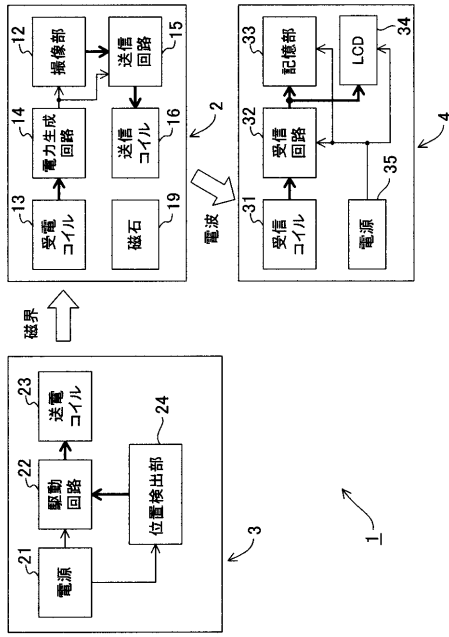 21
電源
22
駆動
回路
23
送電
コイル
24
位置検出部
3
磁界
13
受電
コイル
14
電力生成
回路
12
撮像部
15
送信
回路
16
送信
コイル
19
磁石
2
電波
31
受信
コイル
32
受信
回路
33
記憶部
34
LCD
35
電源
4
1